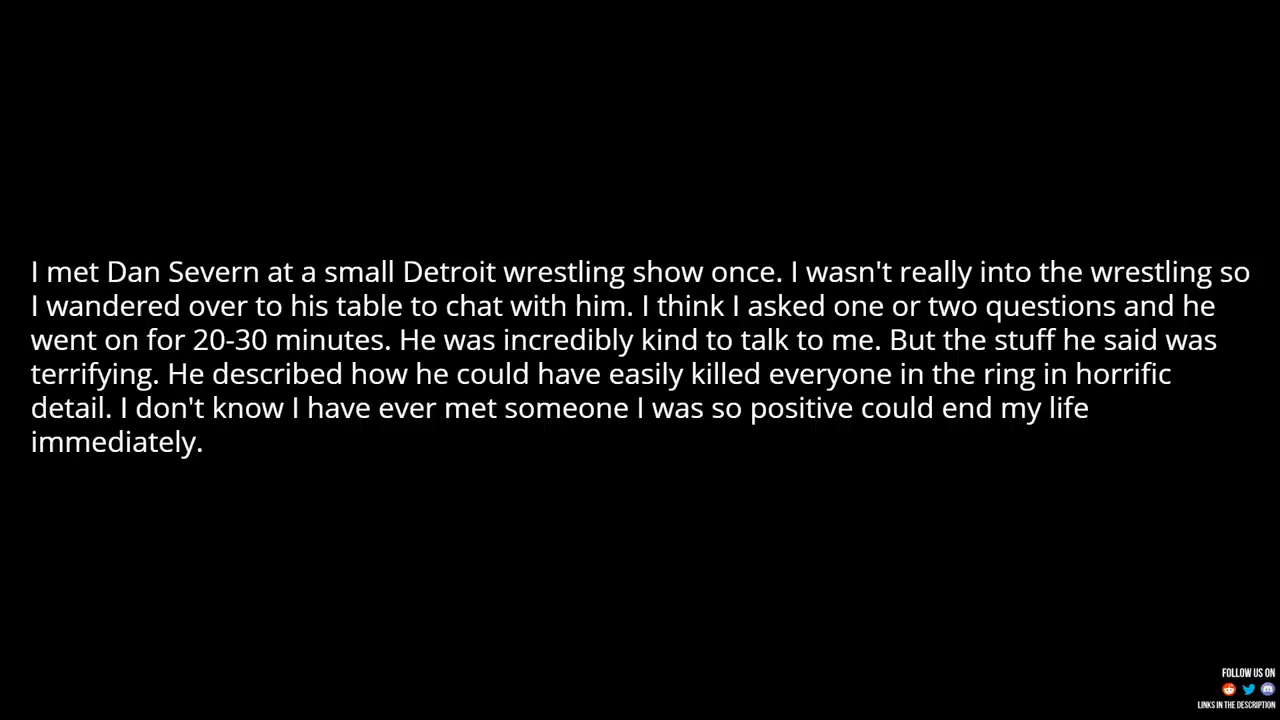 I met Dan Severn at a small Detroit wrestling show once. I wasn't really into the wrestling so
I wandered over to his table to chat with him. I think I asked one or two questions and he
went on for 20-30 minutes. He was incredibly kind to talk to me. But the stuff he said was
terrifying. He described how he could have easily killed everyone in the ring in horrific
detail. I don't know I have ever met someone I was so positive could end my life
immediately.
FOLLOW US ON
LINKS IN THE DESCRIPTION